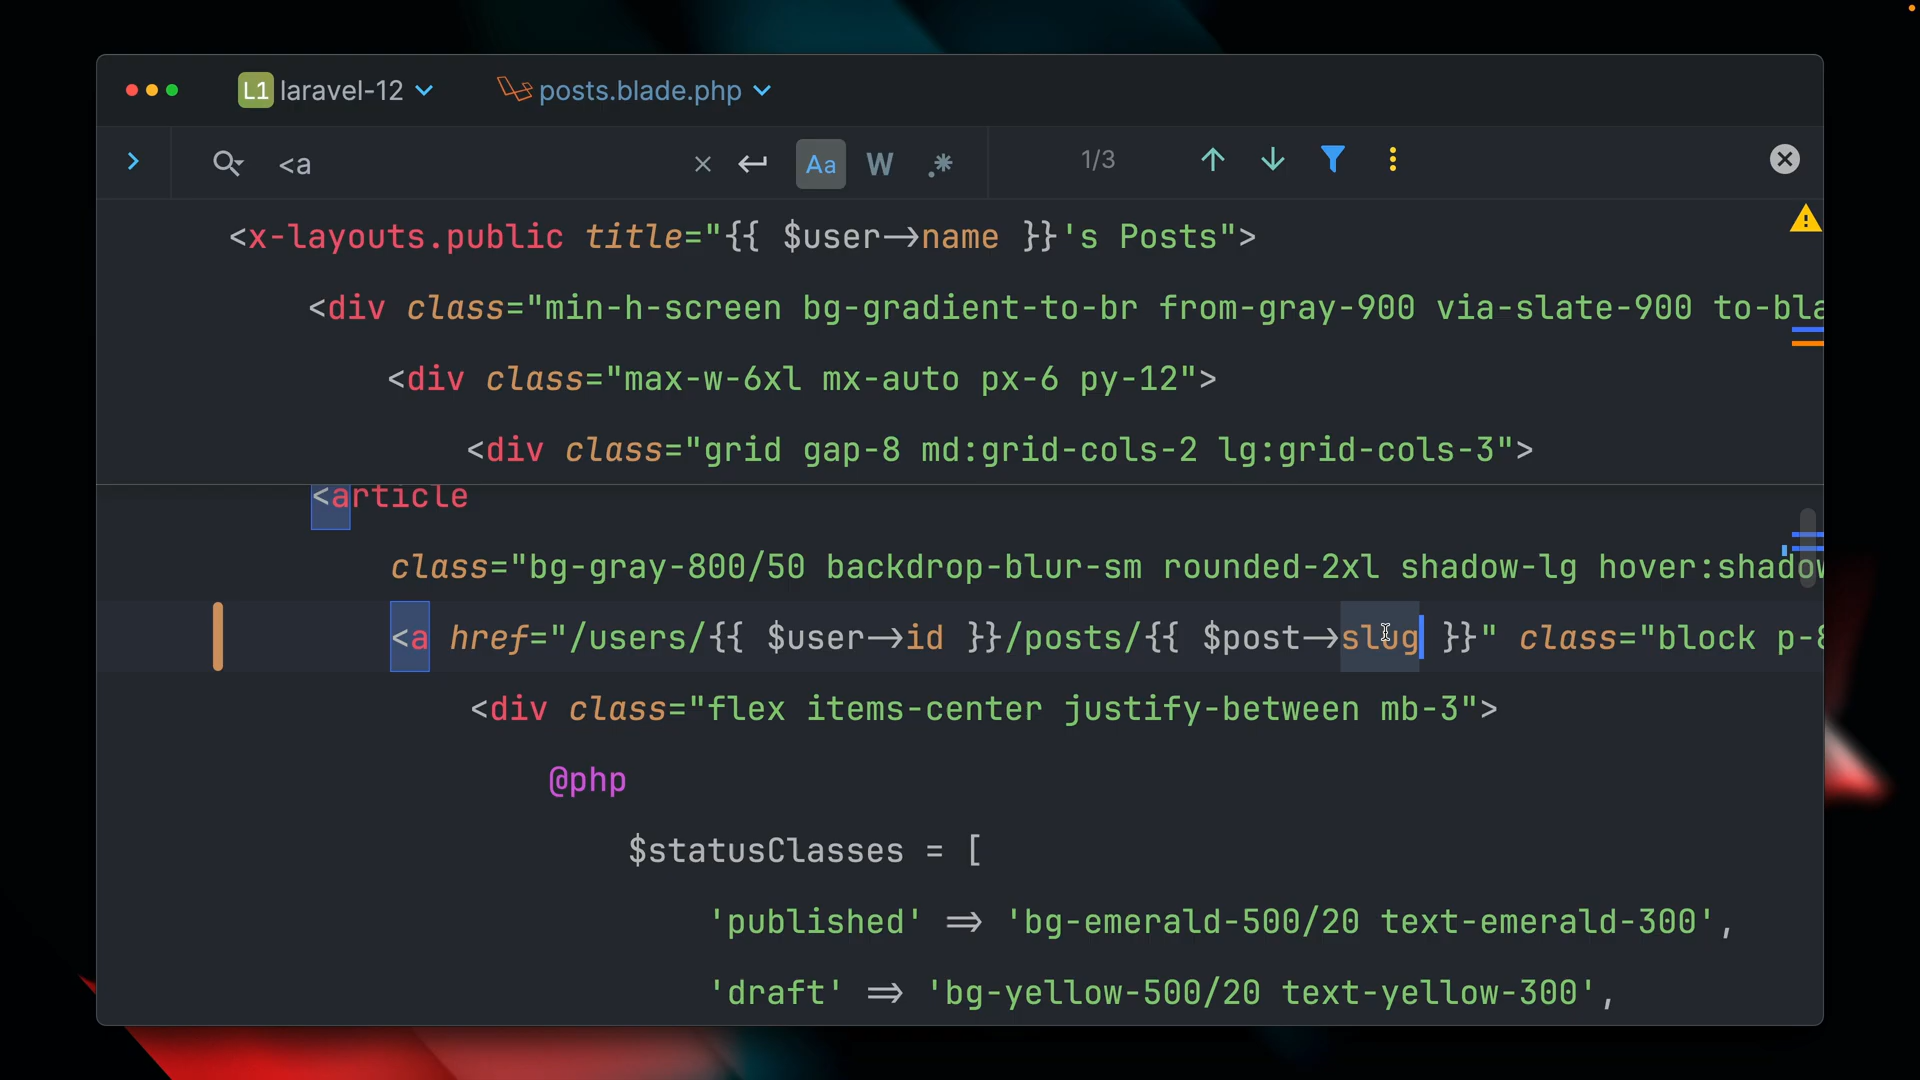 L1 laravel-12 posts.blade.php
<a Aa W .* 1/3
<x-layouts.public title="{{ $user->name }}'s Posts">
<div class="min-h-screen bg-gradient-to-br from-gray-900 via-slate-900 to-bla
<div class="max-w-6xl mx-auto px-6 py-12">
<div class="grid gap-8 md:grid-cols-2 lg:grid-cols-3">
<article
class="bg-gray-800/50 backdrop-blur-sm rounded-2xl shadow-lg hover:shadow
<a href="/users/{{ $user->id }}/posts/{{ $post->slug }}" class="block p-8
<div class="flex items-center justify-between mb-3">
@php
$statusClasses = [
'published' => 'bg-emerald-500/20 text-emerald-300',
'draft' => 'bg-yellow-500/20 text-yellow-300',